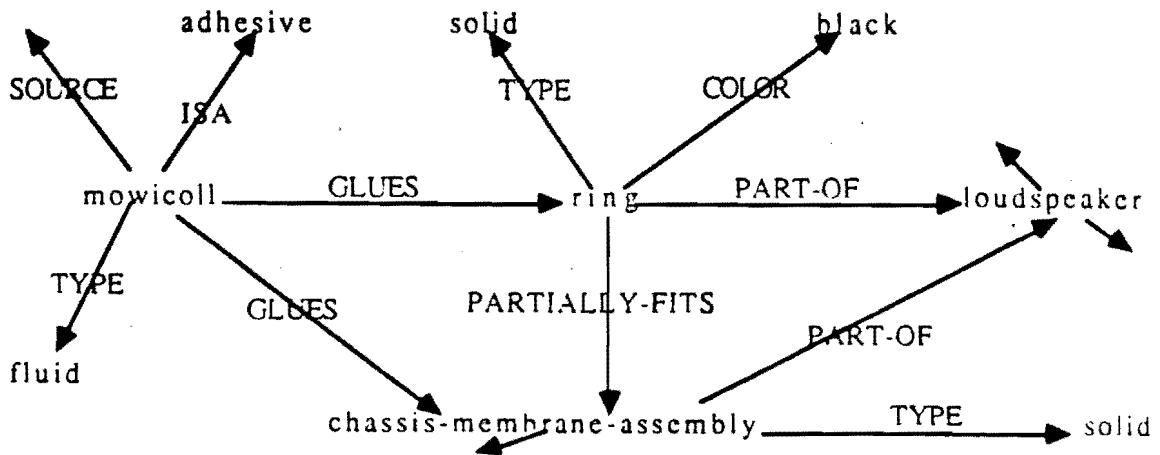 adhesive solid black
SOURCE ISA TYPE COLOR
mowicoll GLUES ring PART-OF loudspeaker
TYPE GLUES PARTIALLY-FITS PART-OF
fluid
chassis-membrane-assembly TYPE solid